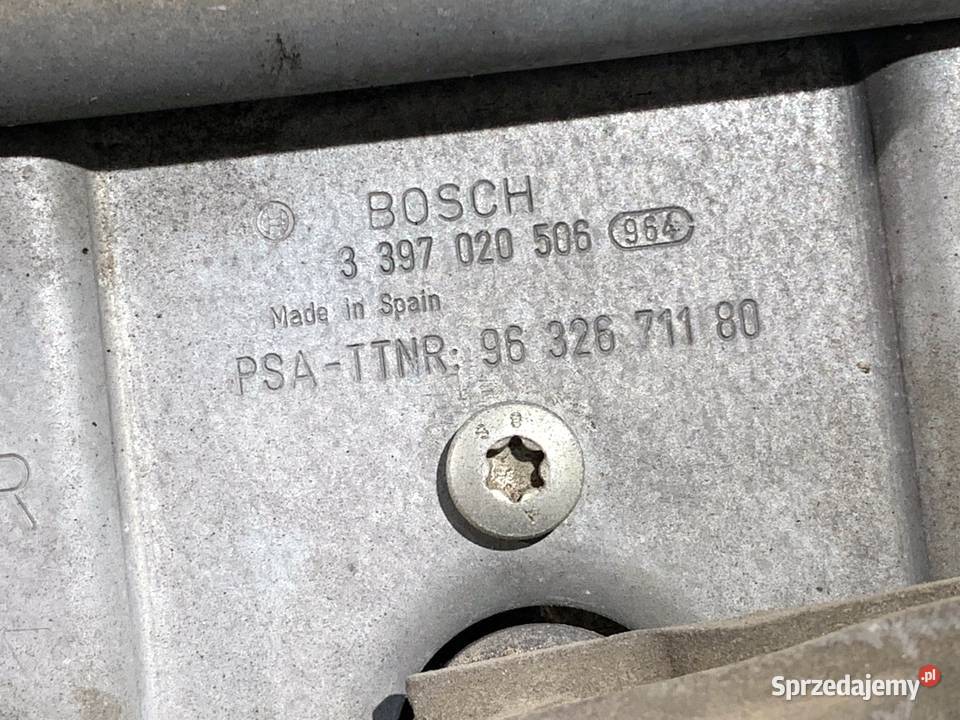 BOSCH
3 397 020 506 964
Made in Spain
PSA-TTNR: 96 326 711 80
R
Sprzedajemy.pl